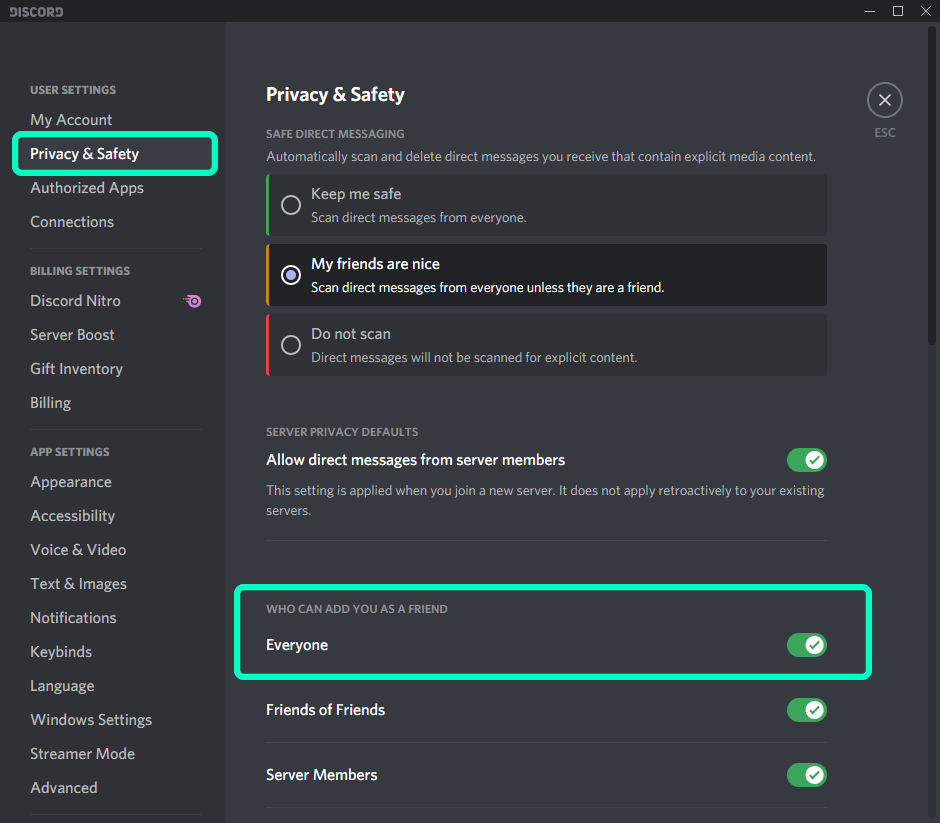 DISCORD
USER SETTINGS
My Account
Privacy & Safety
Authorized Apps
Connections
BILLING SETTINGS
Discord Nitro
Server Boost
Gift Inventory
Billing
APP SETTINGS
Appearance
Accessibility
Voice & Video
Text & Images
Notifications
Keybinds
Language
Windows Settings
Streamer Mode
Advanced
Privacy & Safety
ESC
SAFE DIRECT MESSAGING
Automatically scan and delete direct messages you receive that contain explicit media content.
Keep me safe
Scan direct messages from everyone.
My friends are nice
Scan direct messages from everyone unless they are a friend.
Do not scan
Direct messages will not be scanned for explicit content.
SERVER PRIVACY DEFAULTS
Allow direct messages from server members
This setting is applied when you join a new server. It does not apply retroactively to your existing
servers.
WHO CAN ADD YOU AS A FRIEND
Everyone
Friends of Friends
Server Members